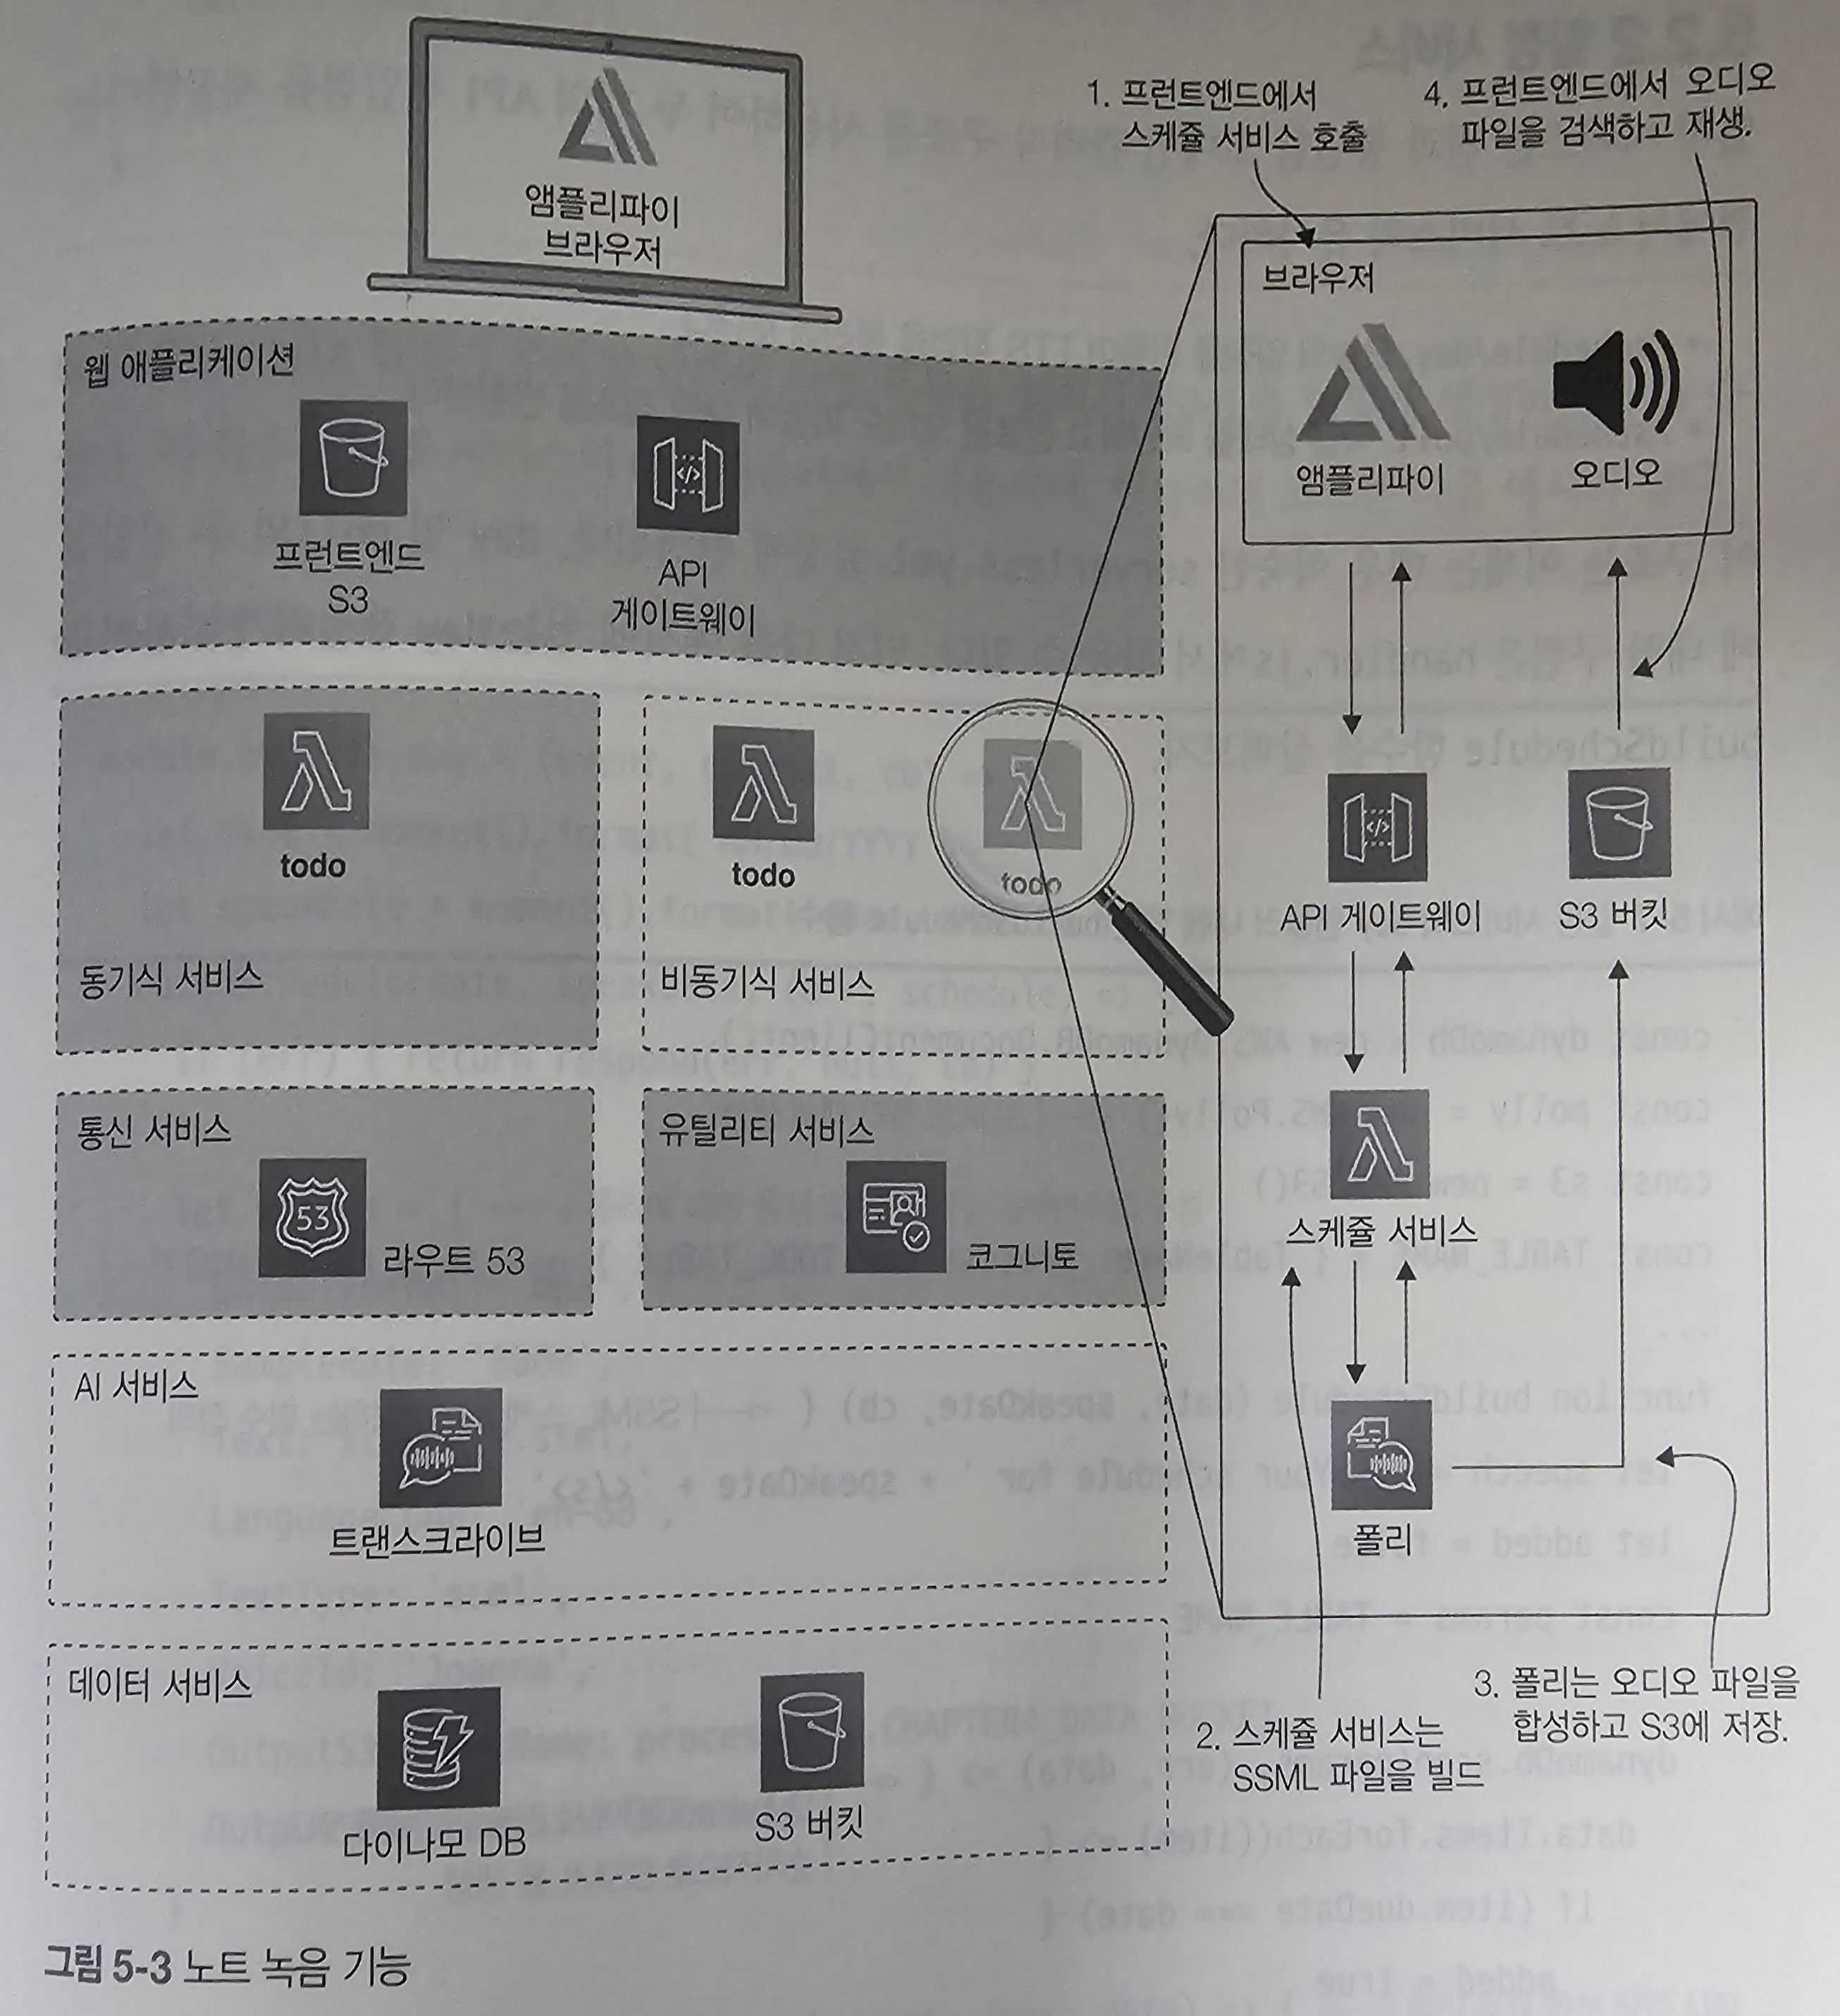 앰플리파이
브라우저
웹 애플리케이션
프런트엔드
S3
API
게이트웨이
todo
동기식 서비스
todo
todo
비동기식 서비스
통신 서비스
53
라우트 53
유틸리티 서비스
코그니토
AI 서비스
트랜스크라이브
데이터 서비스
다이나모 DB
S3 버킷
1. 프런트엔드에서
스케쥴 서비스 호출
4. 프런트엔드에서 오디오
파일을 검색하고 재생.
브라우저
앰플리파이
오디오
API 게이트웨이
S3 버킷
스케쥴 서비스
폴리
2. 스케쥴 서비스는
SSML 파일을 빌드
3. 폴리는 오디오 파일을
합성하고 S3에 저장.
그림 5-3 노트 녹음 기능